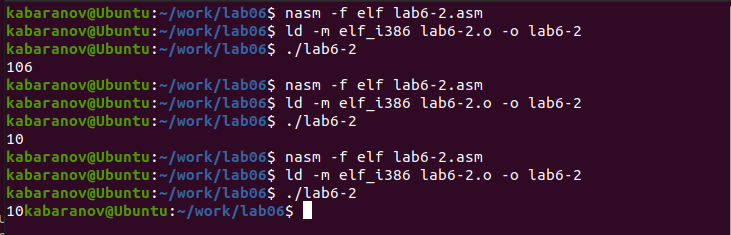 kabaranov@Ubuntu:~/work/lab06$ nasm -f elf lab6-2.asm
kabaranov@Ubuntu:~/work/lab06$ ld -m elf_i386 lab6-2.o -o lab6-2
kabaranov@Ubuntu:~/work/lab06$ ./lab6-2
106
kabaranov@Ubuntu:~/work/lab06$ nasm -f elf lab6-2.asm
kabaranov@Ubuntu:~/work/lab06$ ld -m elf_i386 lab6-2.o -o lab6-2
kabaranov@Ubuntu:~/work/lab06$ ./lab6-2
10
kabaranov@Ubuntu:~/work/lab06$ nasm -f elf lab6-2.asm
kabaranov@Ubuntu:~/work/lab06$ ld -m elf_i386 lab6-2.o -o lab6-2
kabaranov@Ubuntu:~/work/lab06$ ./lab6-2
10kabaranov@Ubuntu:~/work/lab06$